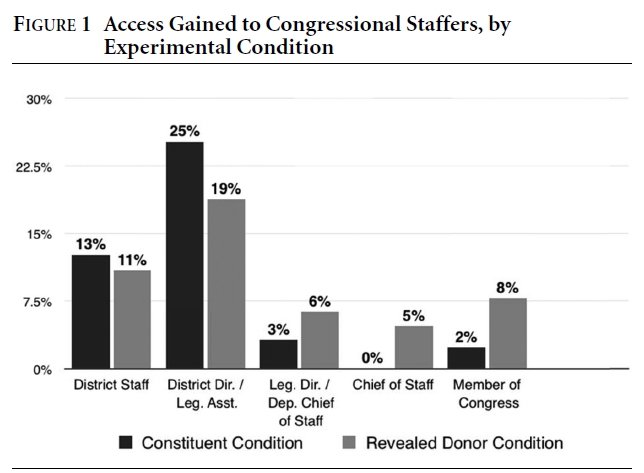 FIGURE 1 Access Gained to Congressional Staffers, by
Experimental Condition
30%
22.5%
15%
7.5%
0%
13%
11%
25%
19%
3%
6%
0%
5%
2%
8%
District Staff
District Dir. /
Leg. Asst.
Leg. Dir. /
Dep. Chief
of Staff
Chief of Staff
Member of
Congress
Constituent Condition
Revealed Donor Condition